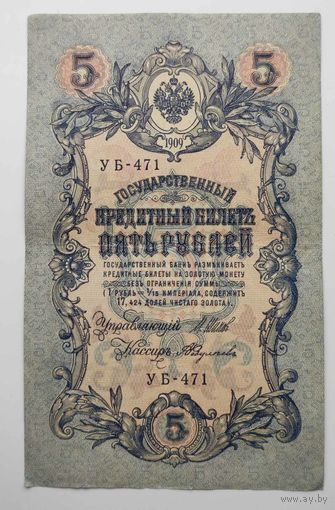 5 5
1909
УБ-471
ГОСУДАРСТВЕННЫЙ
КРЕДИТНЫЙ БИЛЕТЪ
ПЯТЬ РУБЛЕЙ
ГОСУДАРСТВЕННЫЙ БАНКЪ РАЗМѢНИВАЕТЪ
КРЕДИТНЫЕ БИЛЕТЫ НА ЗОЛОТУЮ МОНЕТУ
БЕЗЪ ОГРАНИЧЕНІЯ СУММЫ
(1 РУБЛЬ = 1/15 ИМПЕРІАЛА, СОДЕРЖИТЪ
17,424 ДОЛЕЙ ЧИСТАГО ЗОЛОТА).
Управляющій
Кассиръ
УБ-471
5
www.ay.by